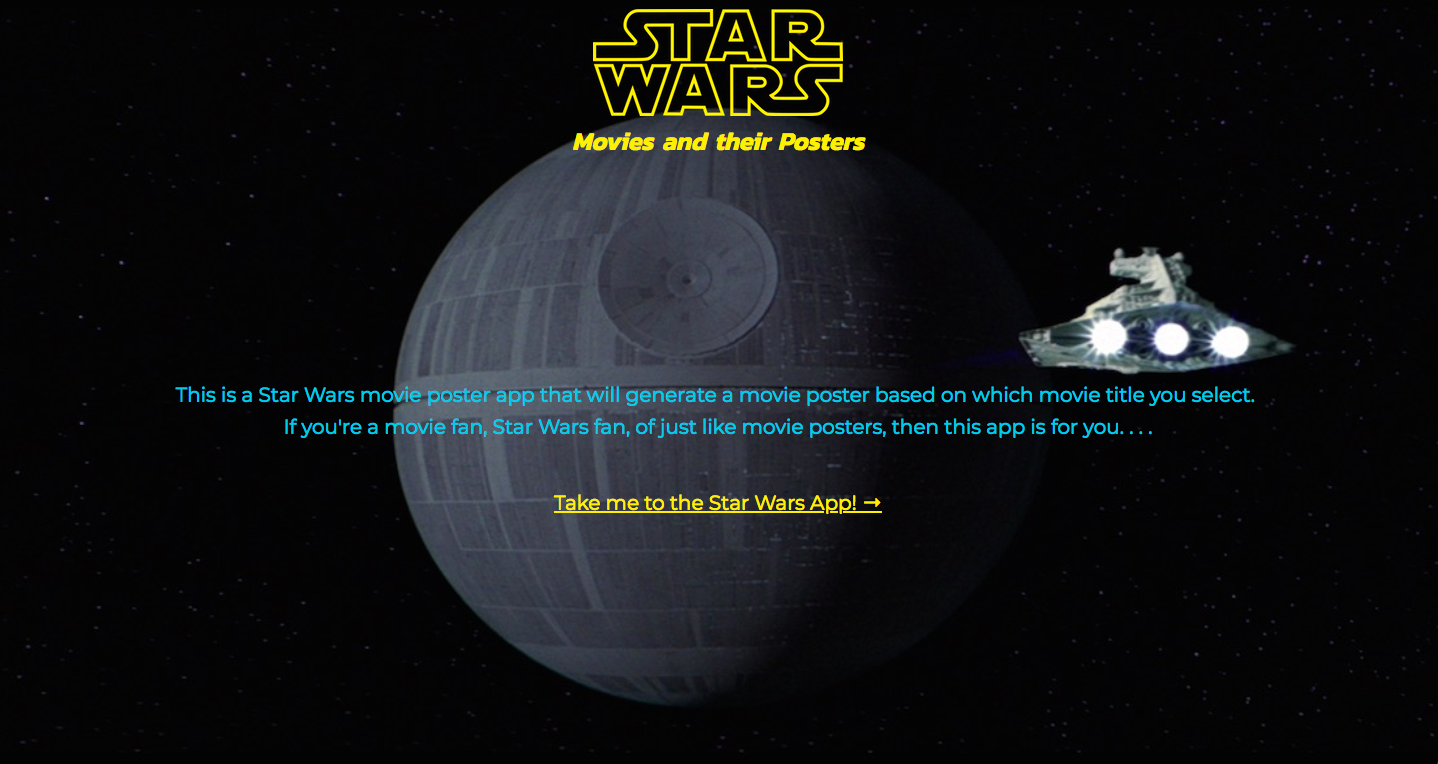 STAR
WARS
Movies and their Posters
This is a Star Wars movie poster app that will generate a movie poster based on which movie title you select.
If you're a movie fan, Star Wars fan, of just like movie posters, then this app is for you. . . .
Take me to the Star Wars App! →